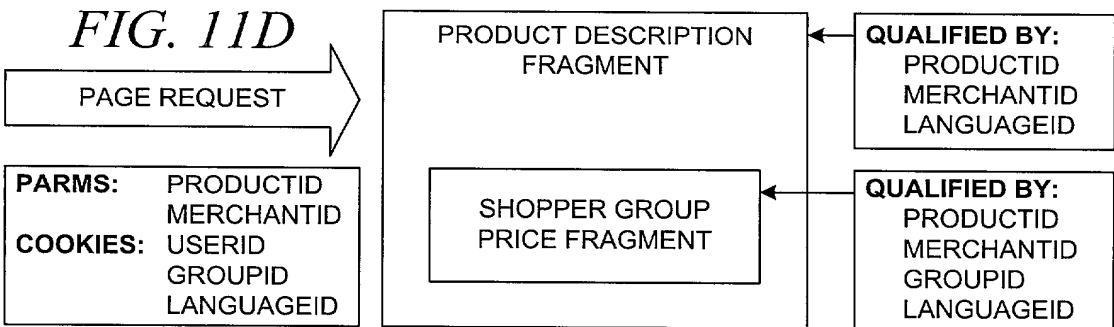 FIG. 11D
PAGE REQUEST
PARMS: PRODUCTID
MERCHANTID
COOKIES: USERID
GROUPID
LANGUAGEID
PRODUCT DESCRIPTION
FRAGMENT
SHOPPER GROUP
PRICE FRAGMENT
QUALIFIED BY:
PRODUCTID
MERCHANTID
LANGUAGEID
QUALIFIED BY:
PRODUCTID
MERCHANTID
GROUPID
LANGUAGEID